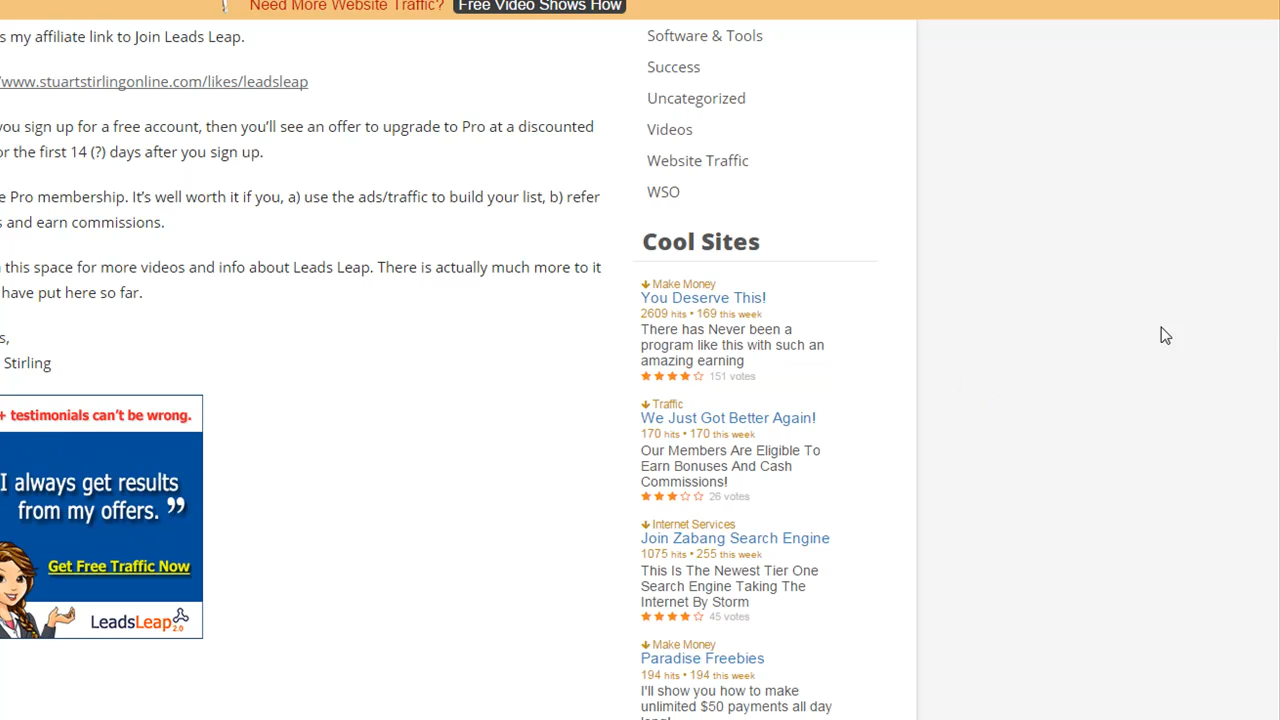 Need More Website Traffic? Free Video Shows How
s my affiliate link to Join Leads Leap.
/www.stuartstirlingonline.com/likes/leadsleap
you sign up for a free account, then you'll see an offer to upgrade to Pro at a discounted
or the first 14 (?) days after you sign up.
e Pro membership. It's well worth it if you, a) use the ads/traffic to build your list, b) refer
s and earn commissions.
this space for more videos and info about Leads Leap. There is actually much more to it
have put here so far.
s,
Stirling
+ testimonials can't be wrong.
I always get results
from my offers. ”
Get Free Traffic Now
LeadsLeap 2.0
Software & Tools
Success
Uncategorized
Videos
Website Traffic
WSO
Cool Sites
Make Money
You Deserve This!
2609 hits • 169 this week
There has Never been a
program like this with such an
amazing earning
151 votes
Traffic
We Just Got Better Again!
170 hits • 170 this week
Our Members Are Eligible To
Earn Bonuses And Cash
Commissions!
26 votes
Internet Services
Join Zabang Search Engine
1075 hits • 255 this week
This Is The Newest Tier One
Search Engine Taking The
Internet By Storm
45 votes
Make Money
Paradise Freebies
194 hits • 194 this week
I'll show you how to make
unlimited $50 payments all day
long!